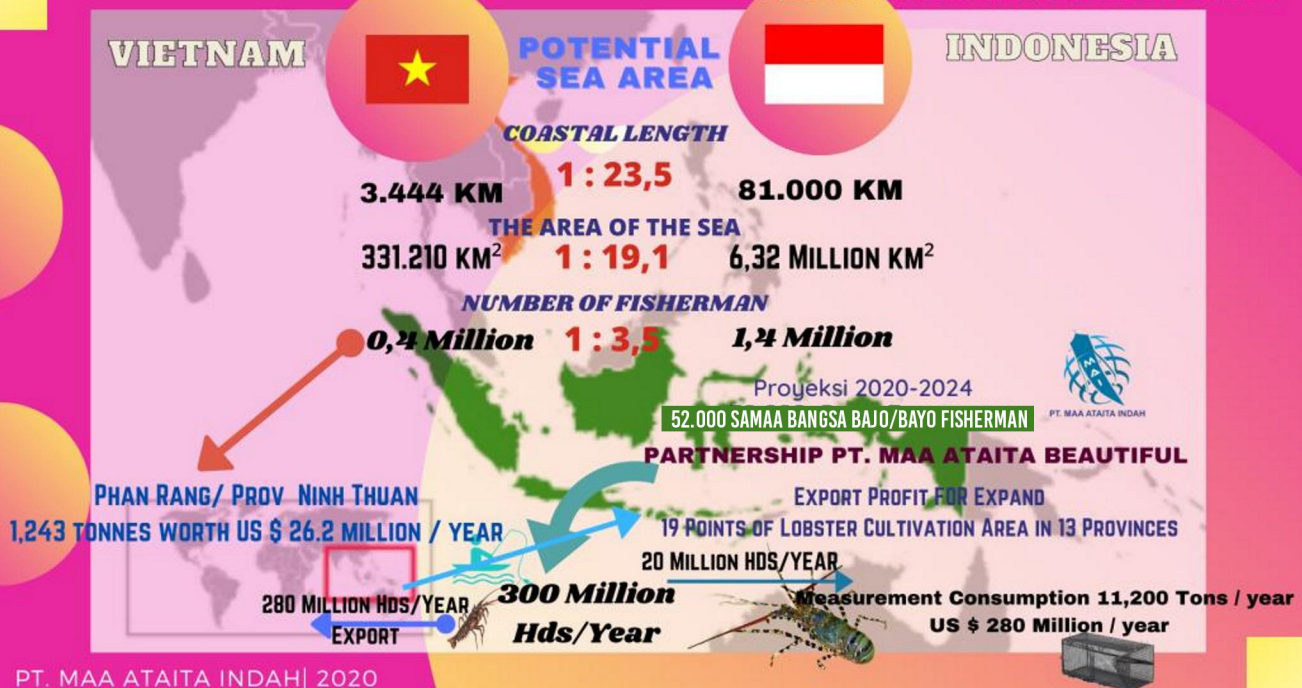 VIETNAM
POTENTIAL
SEA AREA
INDONESIA
COASTAL LENGTH
3.444 KM
1 : 23,5
81.000 KM
THE AREA OF THE SEA
331.210 KM²
1 : 19,1
6,32 MILLION KM²
NUMBER OF FISHERMAN
0,4 Million
1 : 3,5
1,4 Million
Proyeksi 2020-2024
52.000 SAMAA BANGSA BAJO/BAYO FISHERMAN
MAI
PT. MAA ATAITA INDAH
PARTNERSHIP PT. MAA ATAITA BEAUTIFUL
PHAN RANG/ PROV NINH THUAN
1,243 TONNES WORTH US $ 26.2 MILLION / YEAR
EXPORT PROFIT FOR EXPAND
19 POINTS OF LOBSTER CULTIVATION AREA IN 13 PROVINCES
20 MILLION HDS/YEAR
280 MILLION HDS/YEAR
EXPORT
300 Million
Hds/Year
Measurement Consumption 11,200 Tons / year
US $ 280 Million / year
PT. MAA ATAITA INDAH| 2020